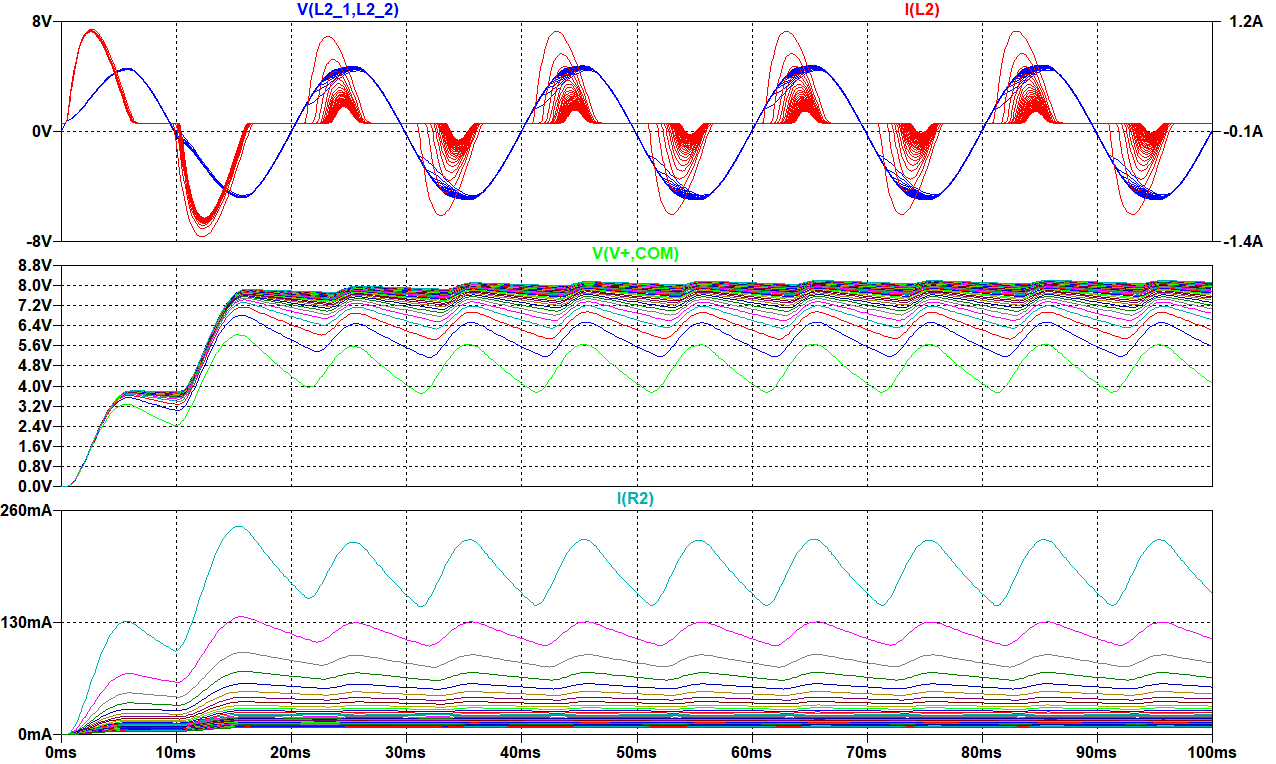 V(L2_1,L2_2) I(L2)
8V 1.2A
0V -0.1A
-8V -1.4A
V(V+,COM)
8.8V
8.0V
7.2V
6.4V
5.6V
4.8V
4.0V
3.2V
2.4V
1.6V
0.8V
0.0V
I(R2)
260mA
130mA
0mA
0ms 10ms 20ms 30ms 40ms 50ms 60ms 70ms 80ms 90ms 100ms